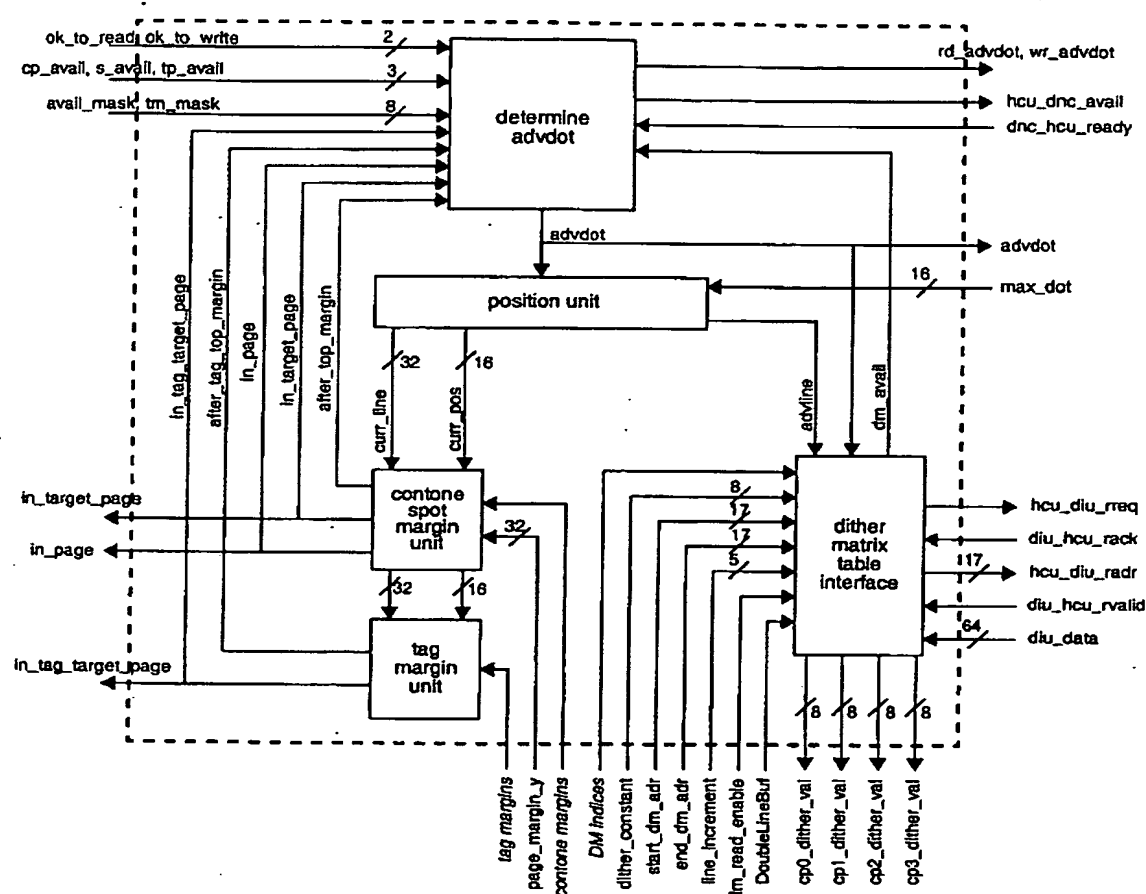 ok_to_read, ok_to_write
2
rd_advdot, wr_advdot
cp_avail, s_avail, tp_avail
3
hcu_dnc_avail
avail_mask, tm_mask
8
dnc_hcu_ready
determine
advdot
advdot
advdot
16
max_dot
position unit
in_tag_target_page
after_tag_top_margin
in_page
in_target_page
after_top_margin
32
16
curr_line
curr_pos
advline
dm_avail
in_target_page
in_page
contone
spot
margin
unit
32
8
17
17
5
dither
matrix
table
interface
hcu_diu_rreq
diu_hcu_rack
17
hcu_diu_radr
diu_hcu_rvalid
64
diu_data
32
16
in_tag_target_page
tag
margin
unit
8
8
8
8
tag margins
page_margin_y
contone margins
DM indices
dither_constant
start_dm_adr
end_dm_adr
line_increment
lm_read_enable
DoubleLineBuf
cp0_dither_val
cp1_dither_val
cp2_dither_val
cp3_dither_val